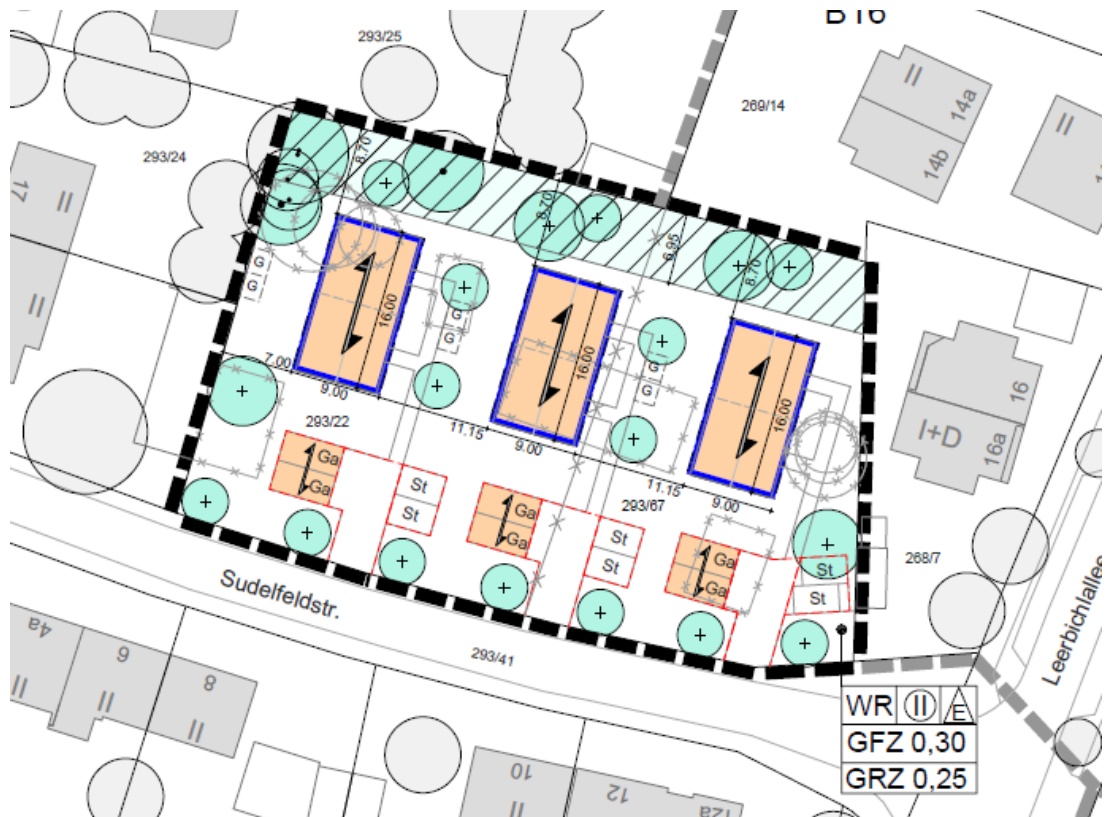 B16
293/25
269/14
14a
14b
II
II
293/24
17
II
II
8.70
8.70
6.95
8.70
G
G
G
G
G
G
16.00
16.00
16.00
7.00
9.00
11.15
9.00
11.15
9.00
293/22
293/67
16
16a
I+D
Ga
Ga
St
St
Ga
Ga
St
St
Ga
Ga
St
St
268/7
Sudelfeldstr.
293/41
Leerbichlallee
4a
6
8
II
II
II
10
12
12a
II
WR II E
GFZ 0,30
GRZ 0,25